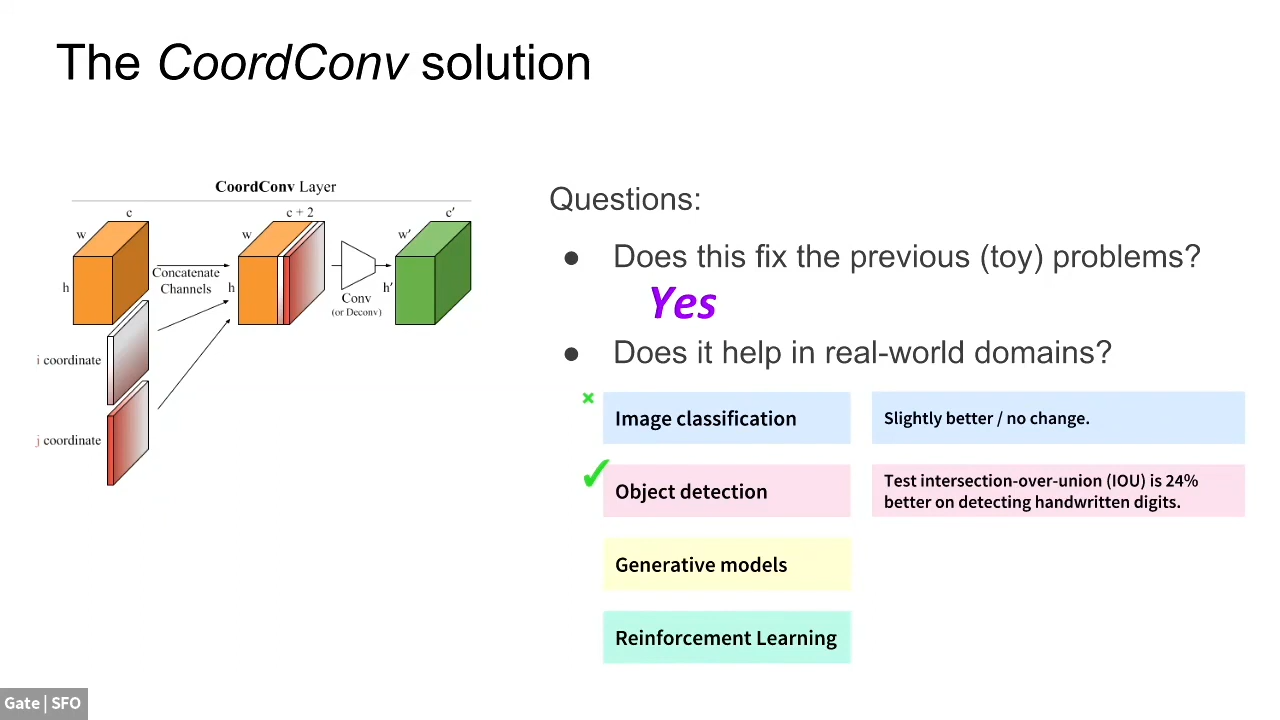 The CoordConv solution
CoordConv Layer
c
w
h
i coordinate
j coordinate
Concatenate
Channels
c + 2
w
h
Conv
(or Deconv)
c′
w′
h′
Questions:
● Does this fix the previous (toy) problems?
Yes
● Does it help in real-world domains?
Image classification
Slightly better / no change.
Object detection
Test intersection-over-union (IOU) is 24%
better on detecting handwritten digits.
Generative models
Reinforcement Learning
Gate | SFO